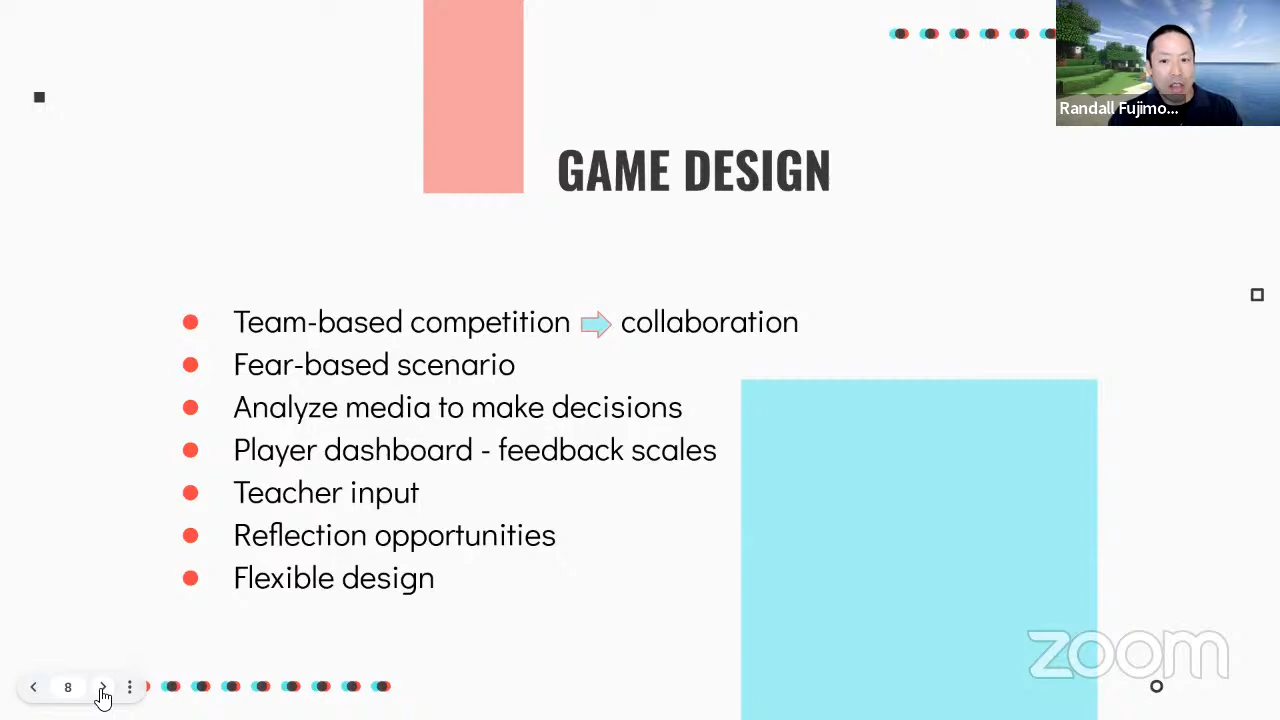 Randall Fujimo...
GAME DESIGN
Team-based competition collaboration
Fear-based scenario
Analyze media to make decisions
Player dashboard - feedback scales
Teacher input
Reflection opportunities
Flexible design
zoom
8